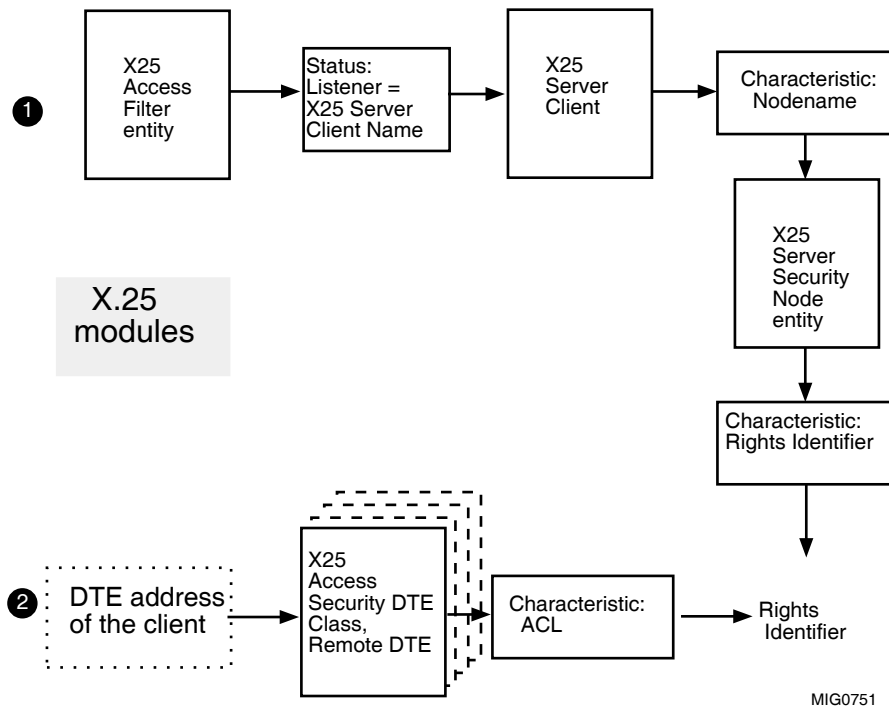 1
X25
Access
Filter
entity
Status:
Listener =
X25 Server
Client Name
X25
Server
Client
Characteristic:
Nodename
X25
Server
Security
Node
entity
X.25
modules
Characteristic:
Rights Identifier
2
DTE address
of the client
X25
Access
Security DTE
Class,
Remote DTE
Characteristic:
ACL
Rights
Identifier
MIG0751